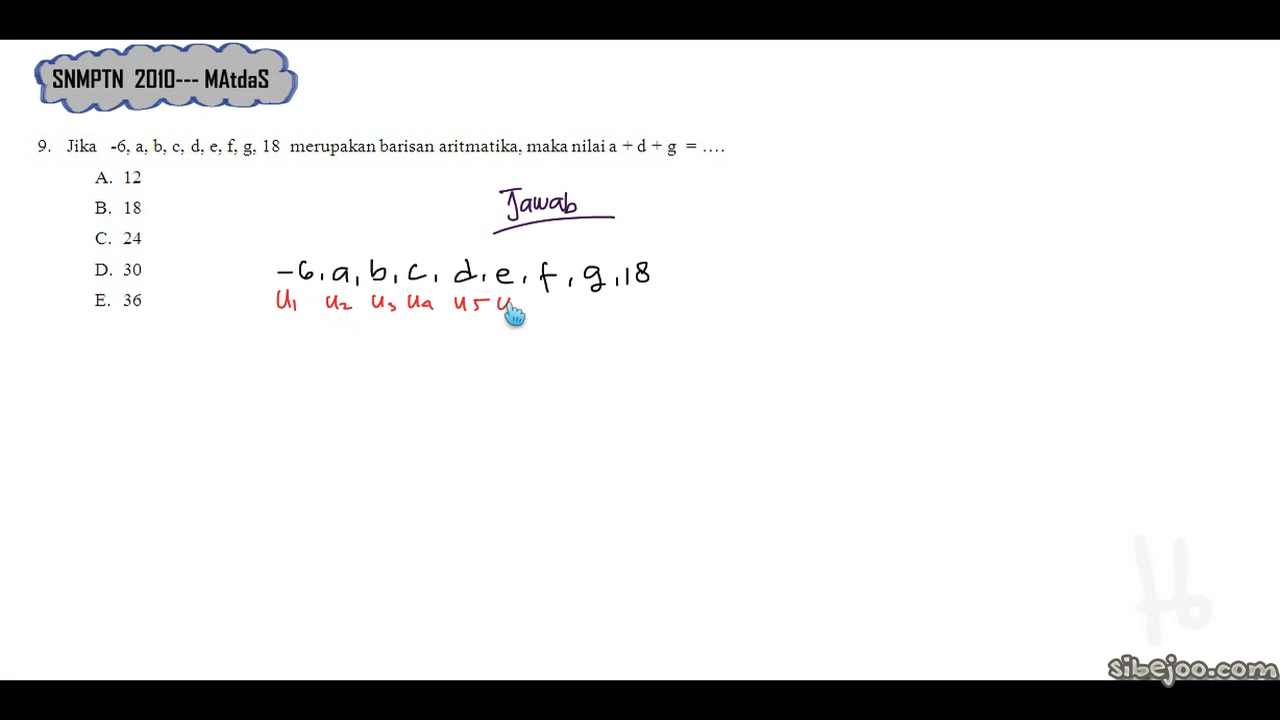 SNMPTN 2010--- MAtdaS
9. Jika -6, a, b, c, d, e, f, g, 18 merupakan barisan aritmatika, maka nilai a + d + g = ....
A. 12
Jawab
B. 18
C. 24
D. 30
-6, a, b, c, d, e, f, g, 18
E. 36
U1 U2 U3 U4 U5 U
sibejoo.com